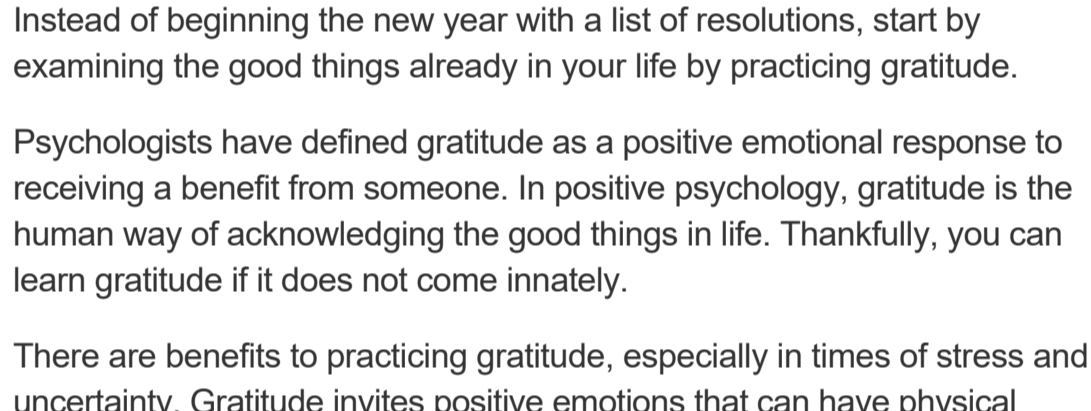 Instead of beginning the new year with a list of resolutions, start by
examining the good things already in your life by practicing gratitude.
Psychologists have defined gratitude as a positive emotional response to
receiving a benefit from someone. In positive psychology, gratitude is the
human way of acknowledging the good things in life. Thankfully, you can
learn gratitude if it does not come innately.
There are benefits to practicing gratitude, especially in times of stress and
uncertainty. Gratitude invites positive emotions that can have physical